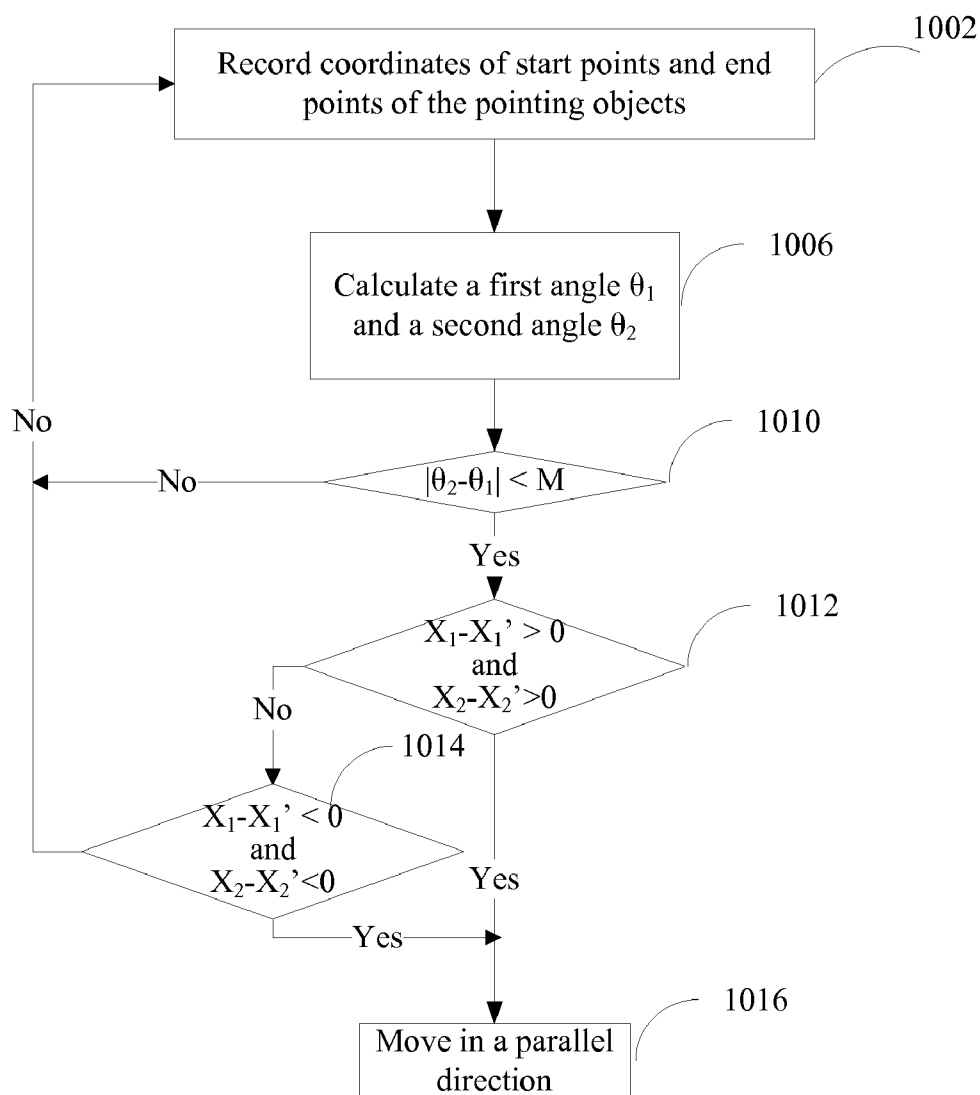 1002
Record coordinates of start points and end
points of the pointing objects
1006
Calculate a first angle θ₁
and a second angle θ₂
No
1010
No
|θ₂-θ₁| < M
Yes
1012
X₁-X₁’ > 0
and
X₂-X₂’>0
No
1014
X₁-X₁’ < 0
and
X₂-X₂’<0
Yes
Yes
1016
Move in a parallel
direction